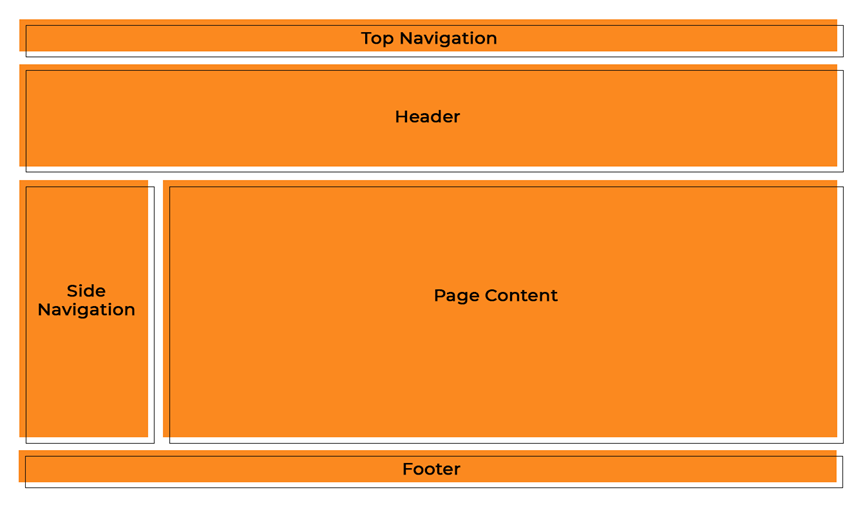 Top Navigation
Header
Side
Navigation
Page Content
Footer